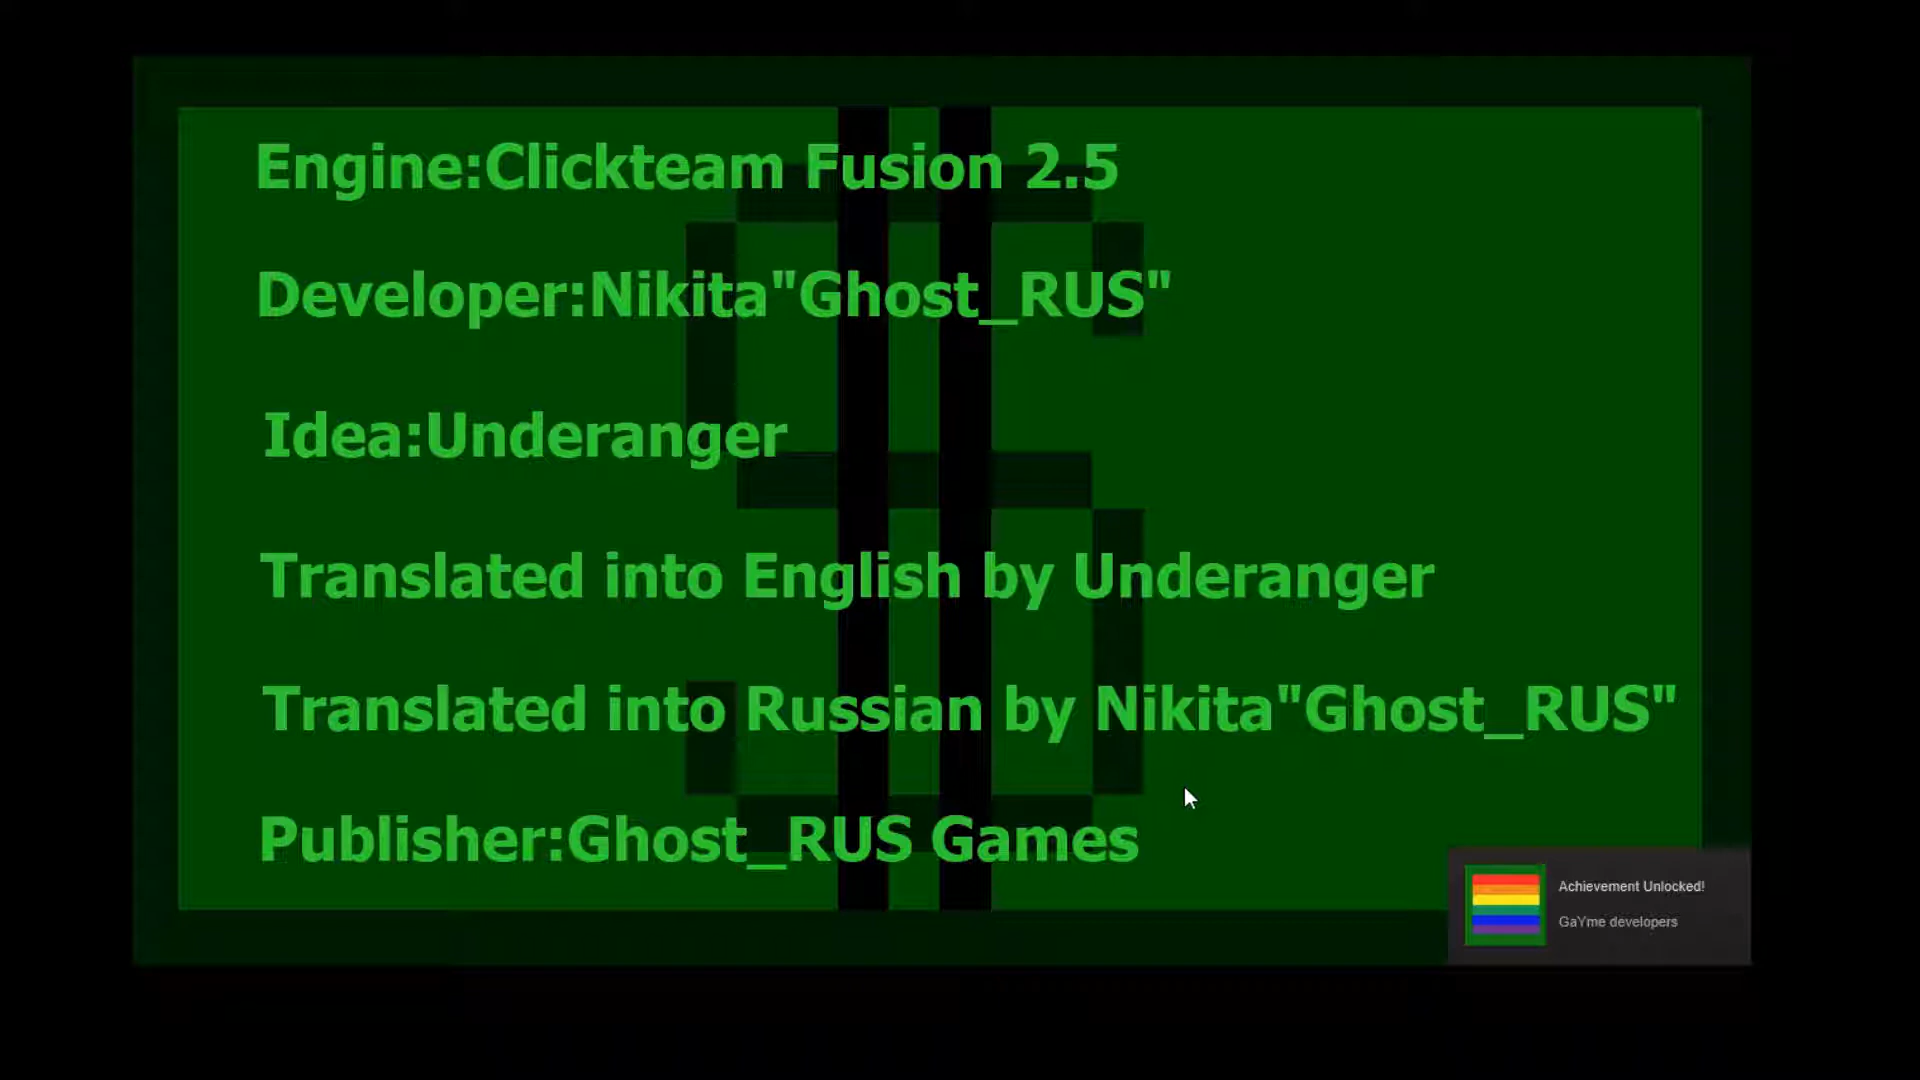 Engine:Clickteam Fusion 2.5
Developer:Nikita"Ghost_RUS"
Idea:Underanger
Translated into English by Underanger
Translated into Russian by Nikita"Ghost_RUS"
Publisher:Ghost_RUS Games
Achievement Unlocked!
GaYme developers